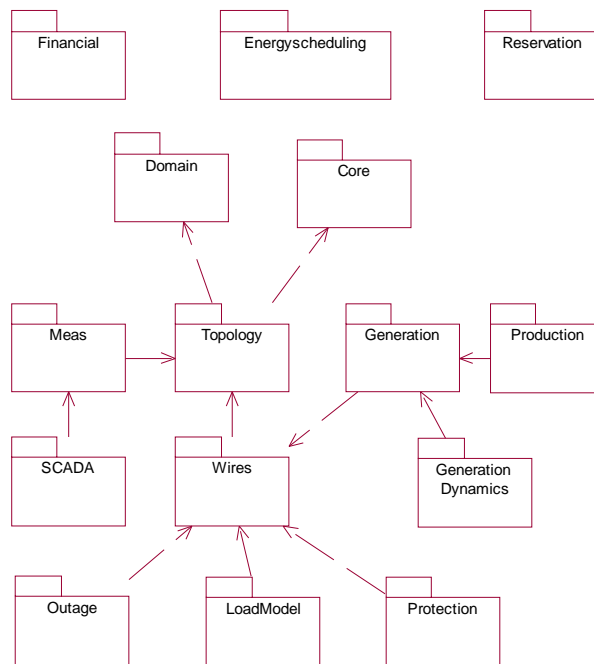 Financial
Energyscheduling
Reservation
Domain
Core
Meas
Topology
Generation
Production
SCADA
Wires
Generation
Dynamics
Outage
LoadModel
Protection